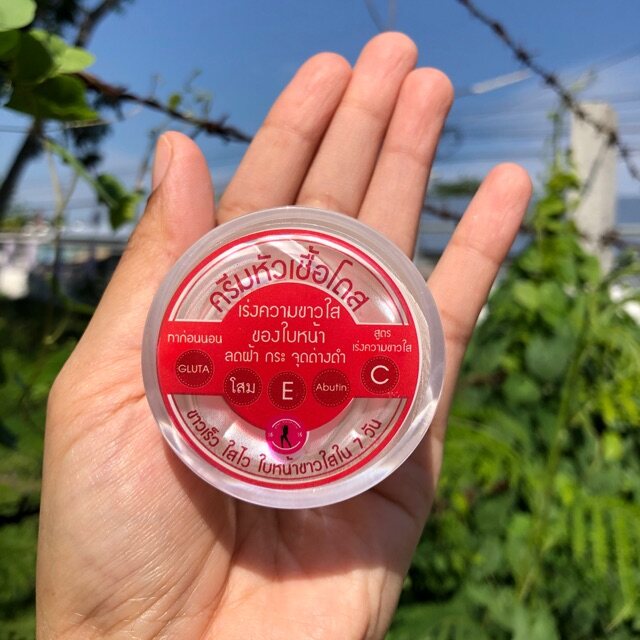 ครีมหัวเชื้อโดส
เร่งความขาวใส
ของใบหน้า
ลดฝ้า กระ จุดด่างดำ
ทาก่อนนอน
สูตร
เร่งความขาวใส
GLUTA
โสม
E
Abutin
C
ขาวเร็ว ใสไว ใบหน้าขาวใสใน 7 วัน